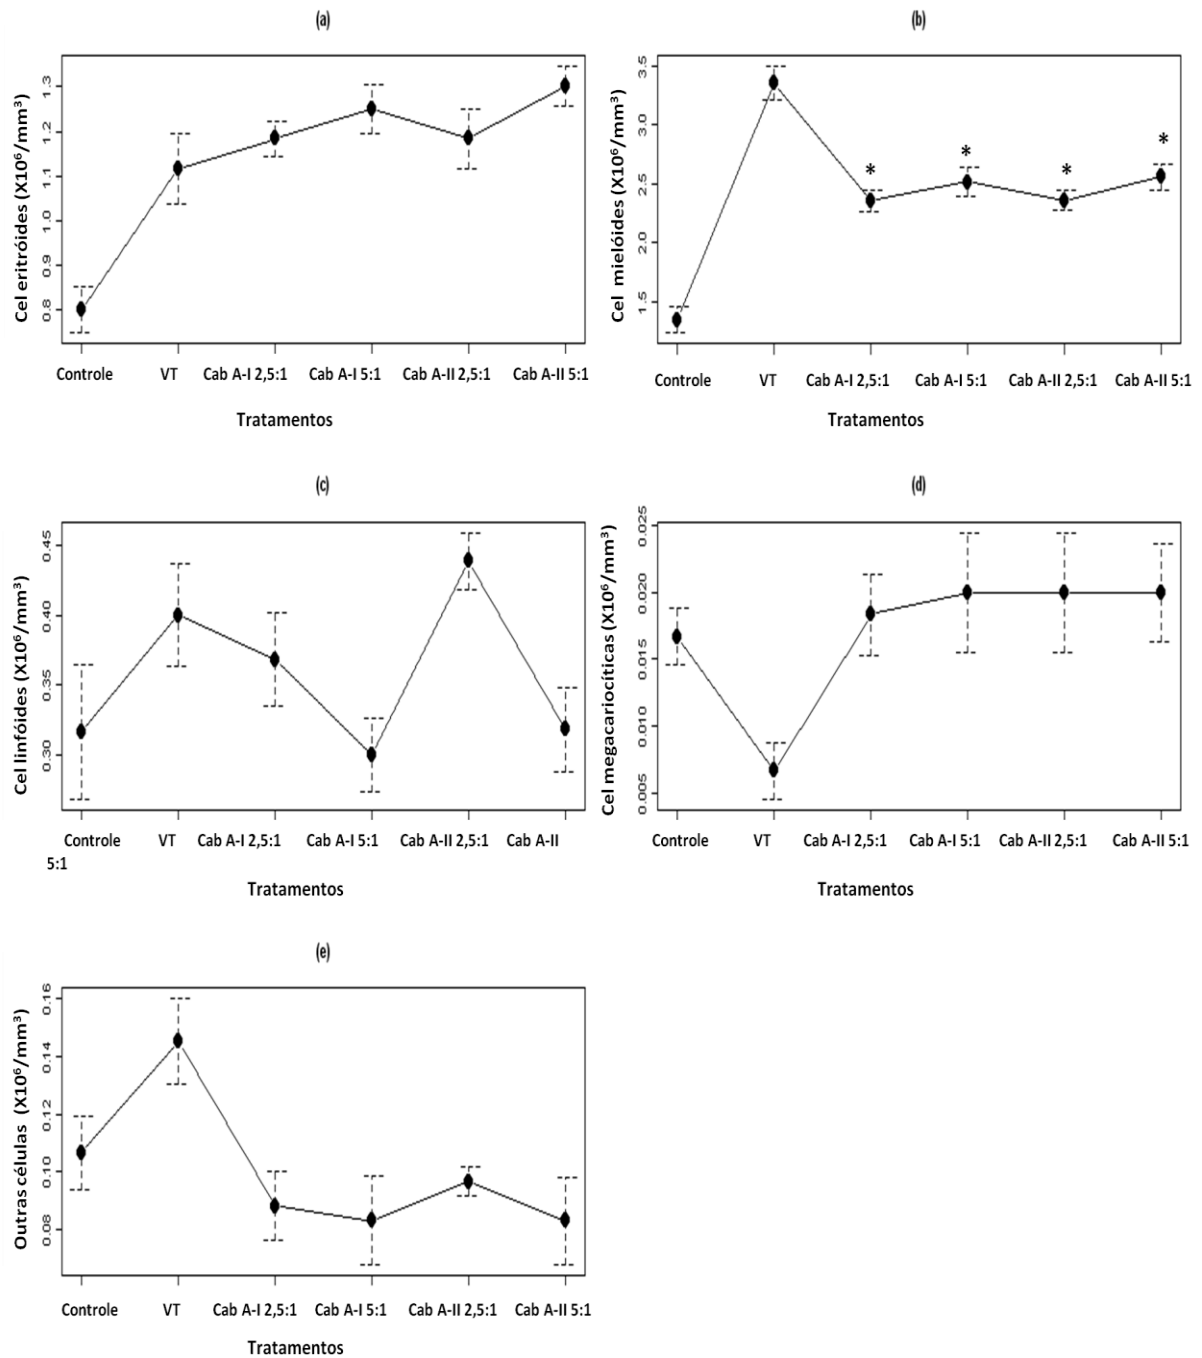 (a)
Cel eritróides (X10⁶/mm³)
1.3
1.2
1.1
1.0
0.9
0.8
Controle VT Cab A-I 2,5:1 Cab A-I 5:1 Cab A-II 2,5:1 Cab A-II 5:1
Tratamentos
(b)
Cel mielóides (X10⁶/mm³)
3.5
3.0
2.5
2.0
1.5
* * * *
Controle VT Cab A-I 2,5:1 Cab A-I 5:1 Cab A-II 2,5:1 Cab A-II 5:1
Tratamentos
(c)
Cel linfóides (X10⁶/mm³)
0.45
0.40
0.35
0.30
Controle VT Cab A-I 2,5:1 Cab A-I 5:1 Cab A-II 2,5:1 Cab A-II
5:1
Tratamentos
(d)
Cel megacariocíticas (X10⁶/mm³)
0.025
0.020
0.015
0.010
0.005
Controle VT Cab A-I 2,5:1 Cab A-I 5:1 Cab A-II 2,5:1 Cab A-II 5:1
Tratamentos
(e)
Outras células (X10⁶/mm³)
0.16
0.14
0.12
0.10
0.08
Controle VT Cab A-I 2,5:1 Cab A-I 5:1 Cab A-II 2,5:1 Cab A-II 5:1
Tratamentos